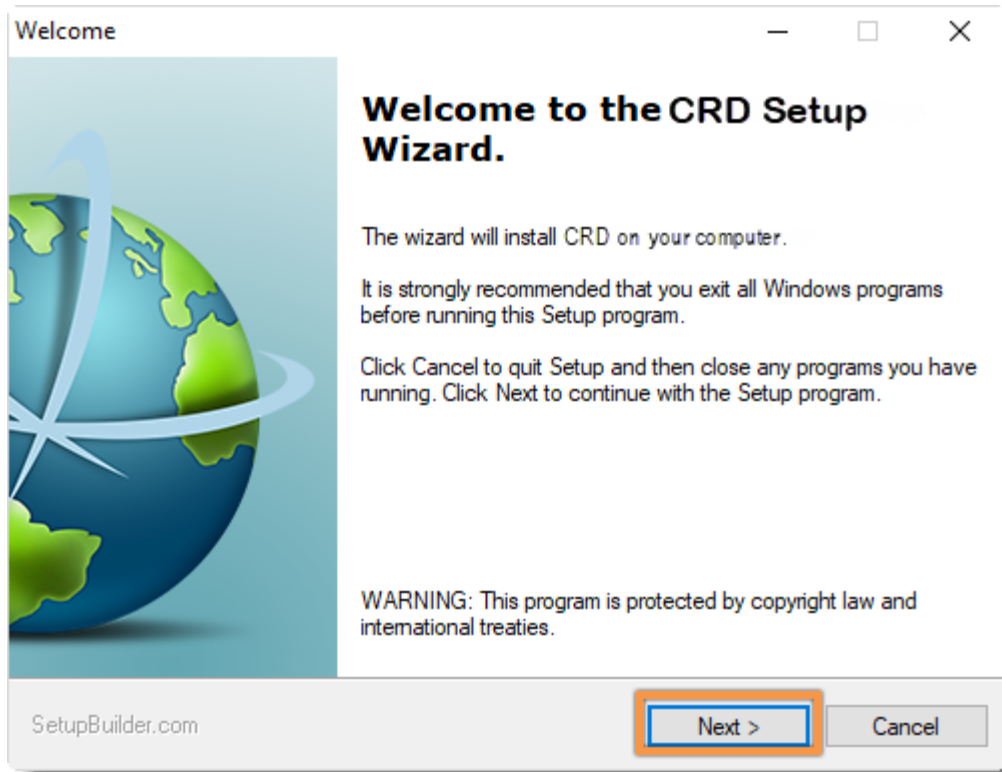 Welcome
Welcome to the CRD Setup
Wizard.
The wizard will install CRD on your computer.
It is strongly recommended that you exit all Windows programs
before running this Setup program.
Click Cancel to quit Setup and then close any programs you have
running. Click Next to continue with the Setup program.
WARNING: This program is protected by copyright law and
international treaties.
SetupBuilder.com
Next >
Cancel